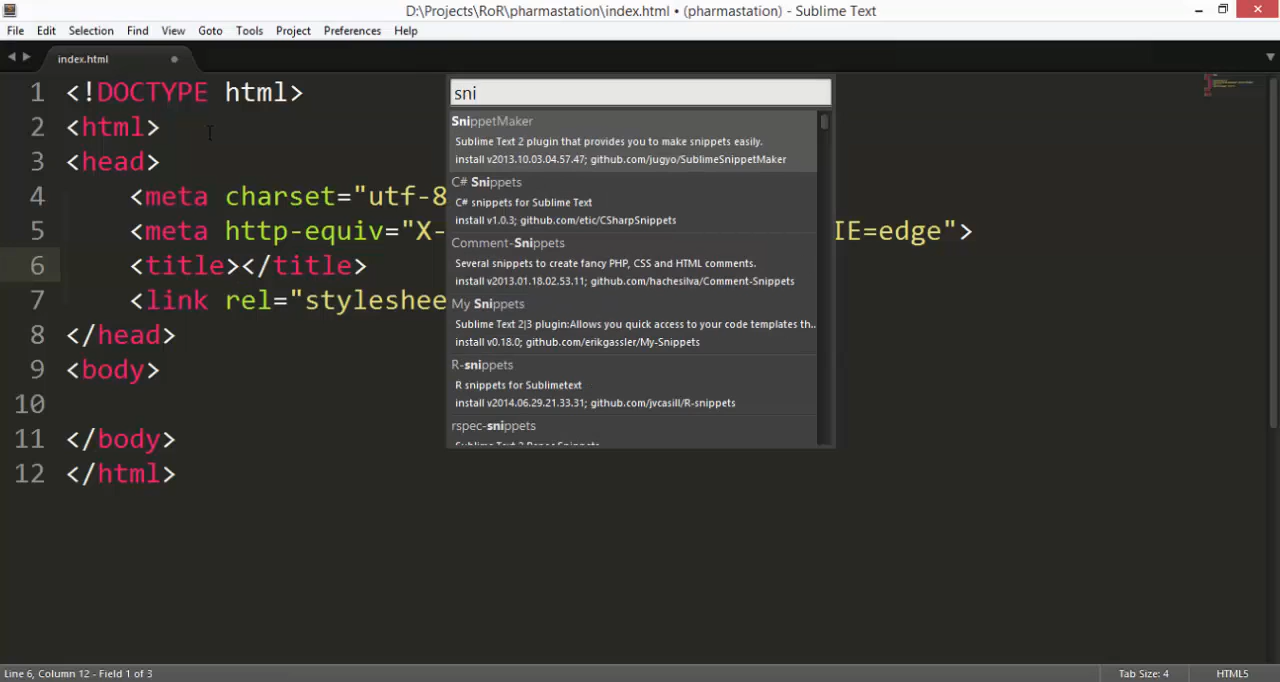 D:\Projects\RoR\pharmastation\index.html • (pharmastation) - Sublime Text
File Edit Selection Find View Goto Tools Project Preferences Help
index.html
sni
SnippetMaker
Sublime Text 2 plugin that provides you to make snippets easily.
install v2013.10.03.04.57.47; github.com/jugyo/SublimeSnippetMaker
C# Snippets
C# snippets for Sublime Text
install v1.0.3; github.com/etic/CSharpSnippets
Comment-Snippets
Several snippets to create fancy PHP, CSS and HTML comments.
install v2013.01.18.02.53.11; github.com/hachesilva/Comment-Snippets
My Snippets
Sublime Text 2|3 plugin:Allows you quick access to your code templates th..
install v0.18.0; github.com/erikgassler/My-Snippets
R-snippets
R snippets for Sublimetext
install v2014.06.29.21.33.31; github.com/jvcasill/R-snippets
rspec-snippets
Sublime Text 2 Rspec Snippets
1 <!DOCTYPE html>
2 <html>
3 <head>
4 <meta charset="utf-8
5 <meta http-equiv="X- IE=edge">
6 <title></title>
7 <link rel="styleshee
8 </head>
9 <body>
10
11 </body>
12 </html>
Line 6, Column 12 - Field 1 of 3
Tab Size: 4
HTML5